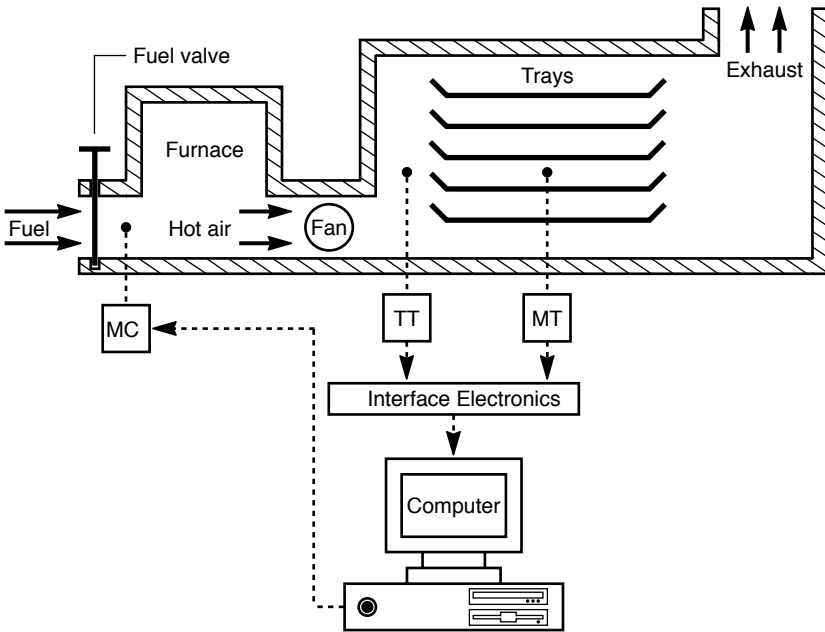 Fuel valve
Trays
Exhaust
Furnace
Fuel
Hot air
Fan
MC
TT
MT
Interface Electronics
Computer